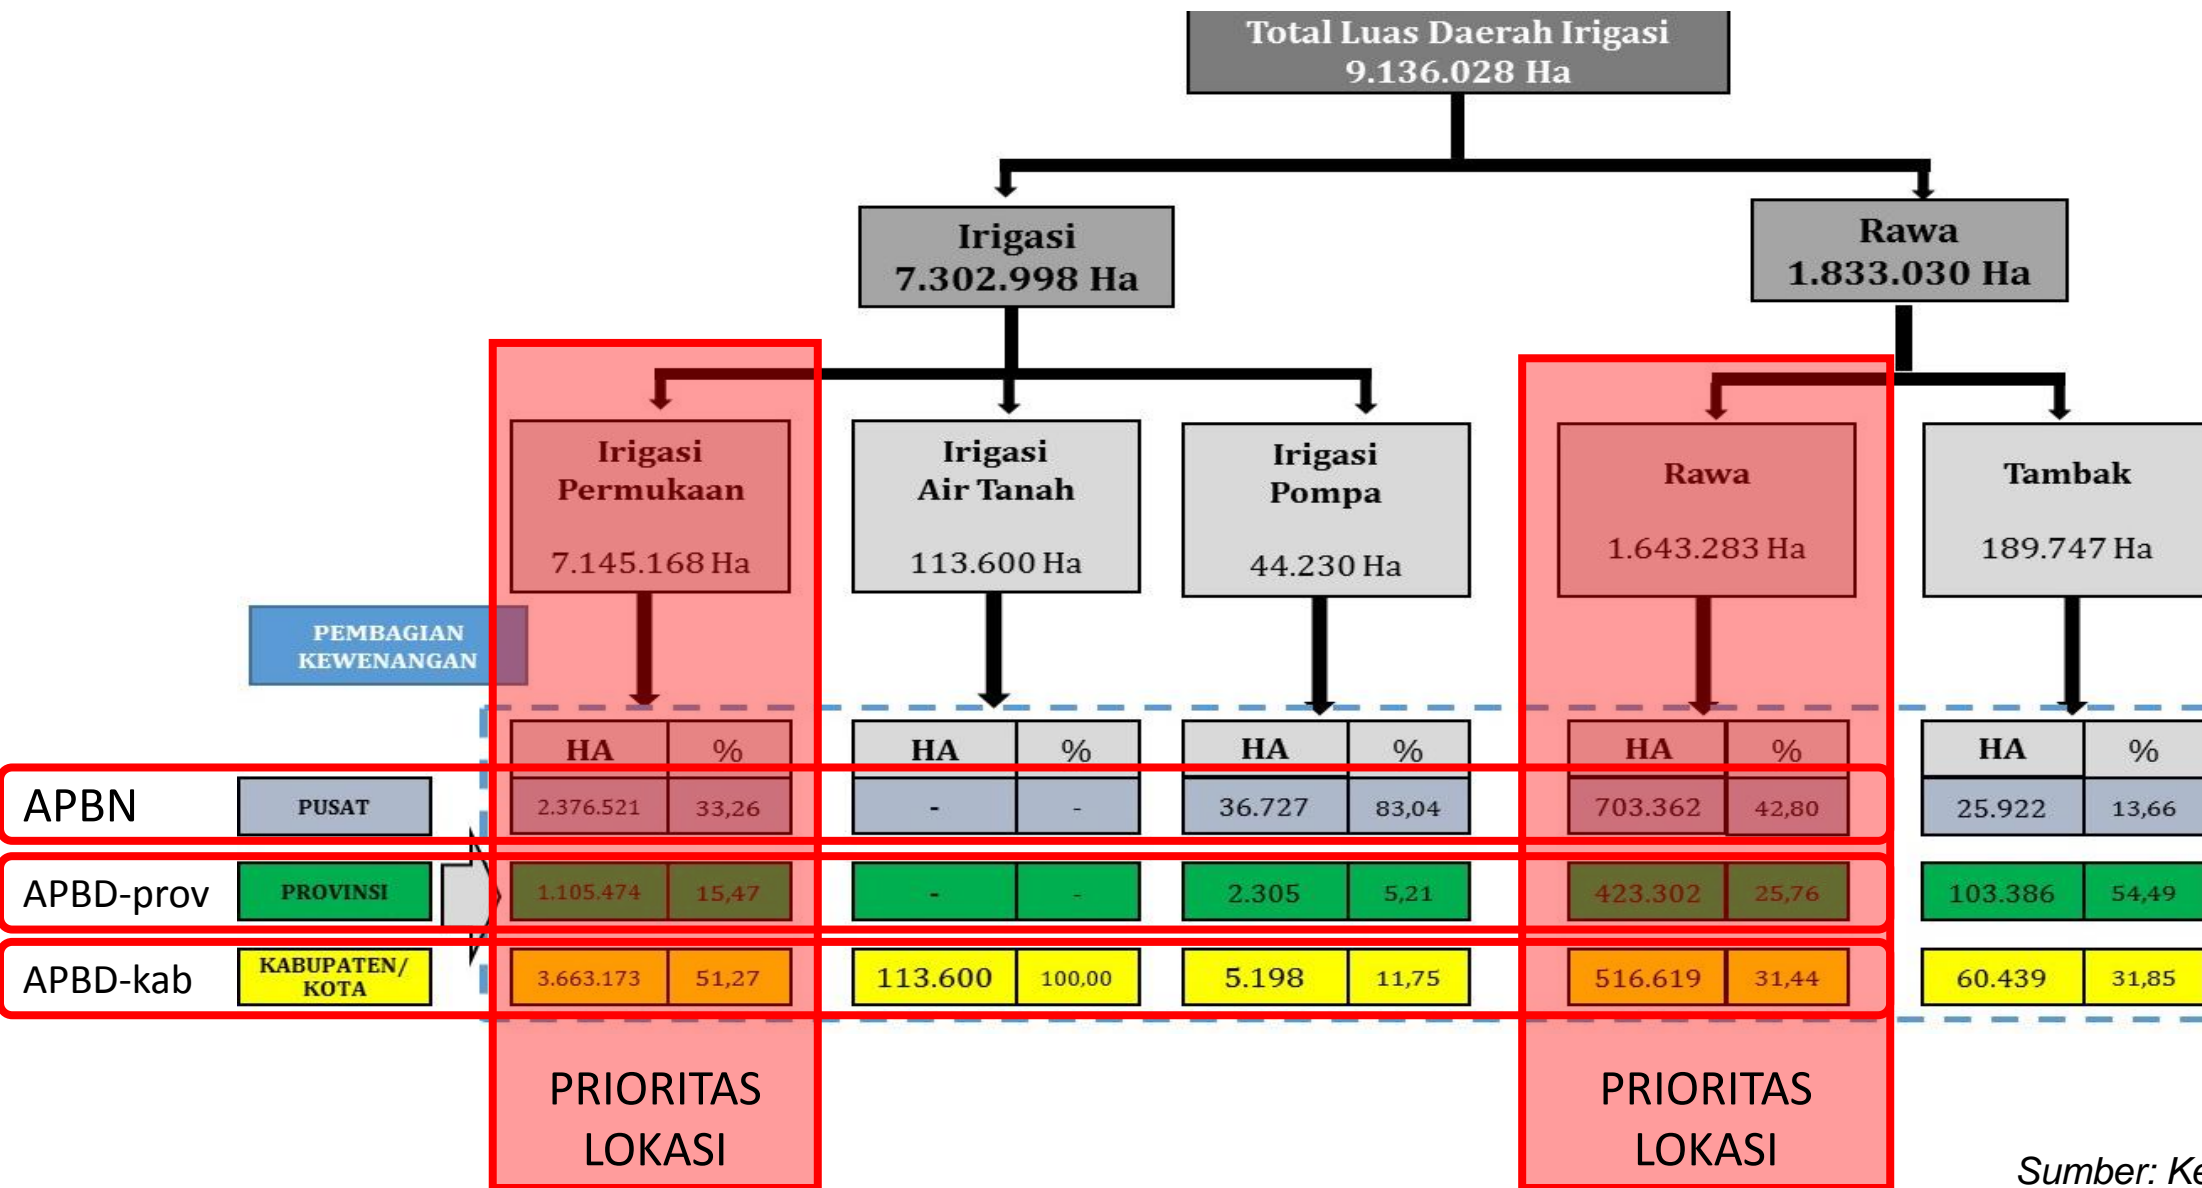 Total Luas Daerah Irigasi
9.136.028 Ha
Irigasi
7.302.998 Ha
Rawa
1.833.030 Ha
Irigasi
Permukaan
7.145.168 Ha
Irigasi
Air Tanah
113.600 Ha
Irigasi
Pompa
44.230 Ha
Rawa
1.643.283 Ha
Tambak
189.747 Ha
PEMBAGIAN
KEWENANGAN
HA % HA % HA % HA % HA %
APBN PUSAT 2.376.521 33,26 - - 36.727 83,04 703.362 42,80 25.922 13,66
APBD-prov PROVINSI 1.105.474 15,47 - - 2.305 5,21 423.302 25,76 103.386 54,49
APBD-kab KABUPATEN/
KOTA 3.663.173 51,27 113.600 100,00 5.198 11,75 516.619 31,44 60.439 31,85
PRIORITAS
LOKASI
PRIORITAS
LOKASI
Sumber: